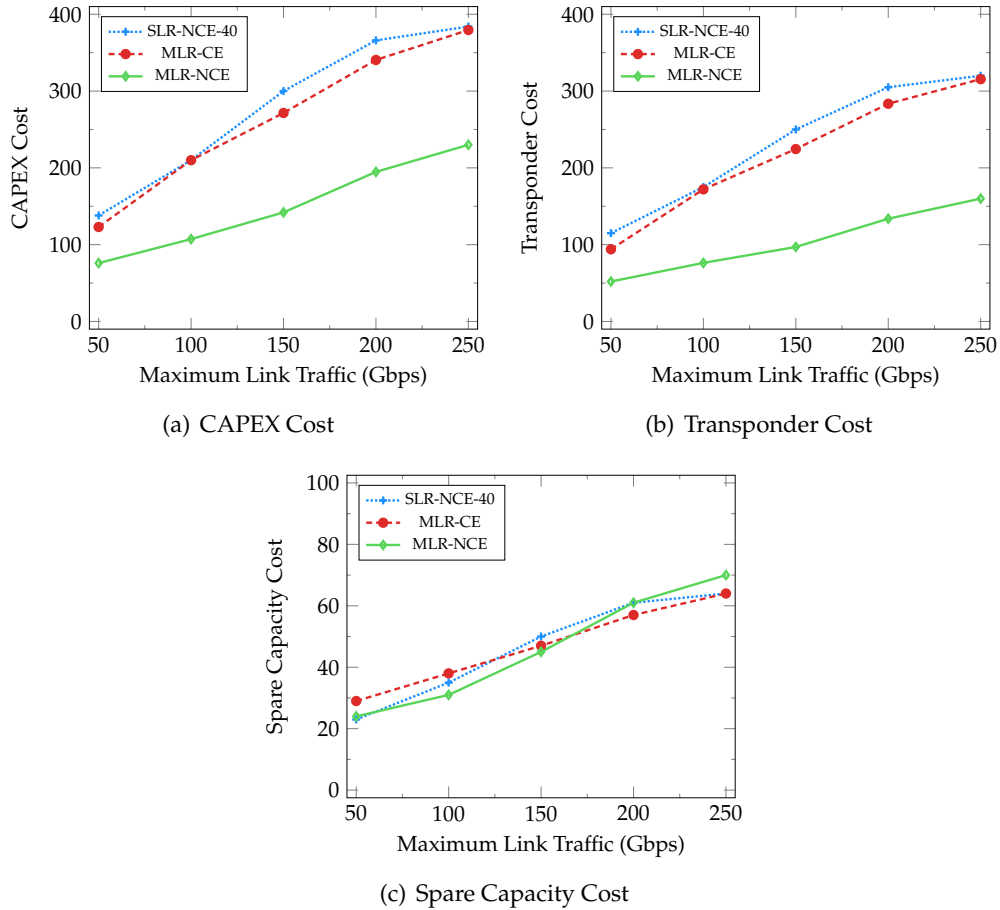 400
300
200
100
0
CAPEX Cost
SLR-NCE-40
MLR-CE
MLR-NCE
50 100 150 200 250
Maximum Link Traffic (Gbps)
(a) CAPEX Cost
400
300
200
100
0
Transponder Cost
SLR-NCE-40
MLR-CE
MLR-NCE
50 100 150 200 250
Maximum Link Traffic (Gbps)
(b) Transponder Cost
100
80
60
40
20
0
Spare Capacity Cost
SLR-NCE-40
MLR-CE
MLR-NCE
50 100 150 200 250
Maximum Link Traffic (Gbps)
(c) Spare Capacity Cost